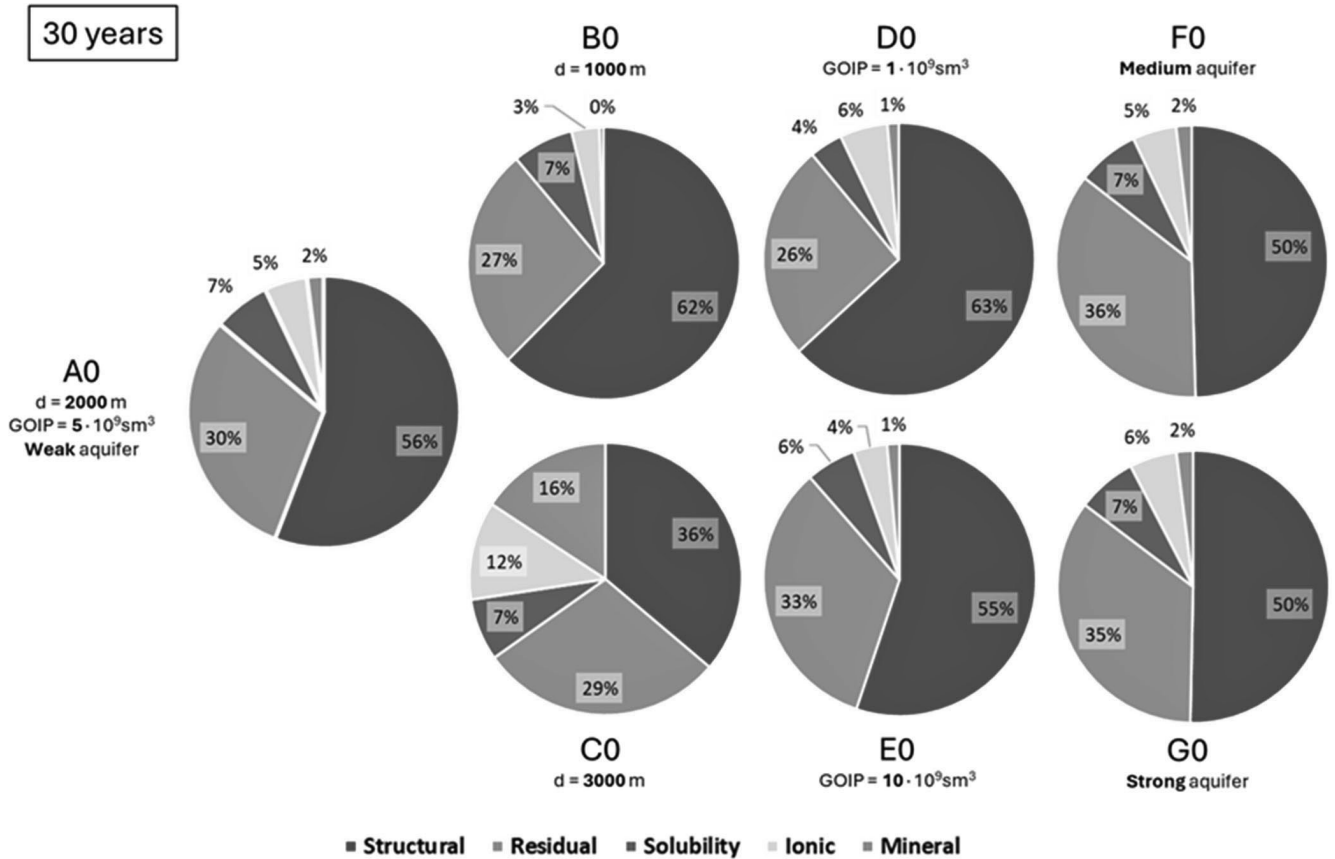 30 years
B0
d = 1000 m
3%
0%
7%
27%
62%
D0
GOIP = 1 · 10⁹sm³
4%
6%
1%
26%
63%
F0
Medium aquifer
5%
2%
7%
50%
36%
A0
d = 2000 m
GOIP = 5 · 10⁹sm³
Weak aquifer
7%
5%
2%
30%
56%
16%
36%
12%
7%
29%
C0
d = 3000 m
6%
4%
1%
33%
55%
E0
GOIP = 10 · 10⁹sm³
6%
2%
7%
50%
35%
G0
Strong aquifer
Structural Residual Solubility Ionic Mineral